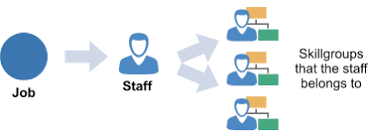 Job
Staff
Skillgroups
that the staff
belongs to